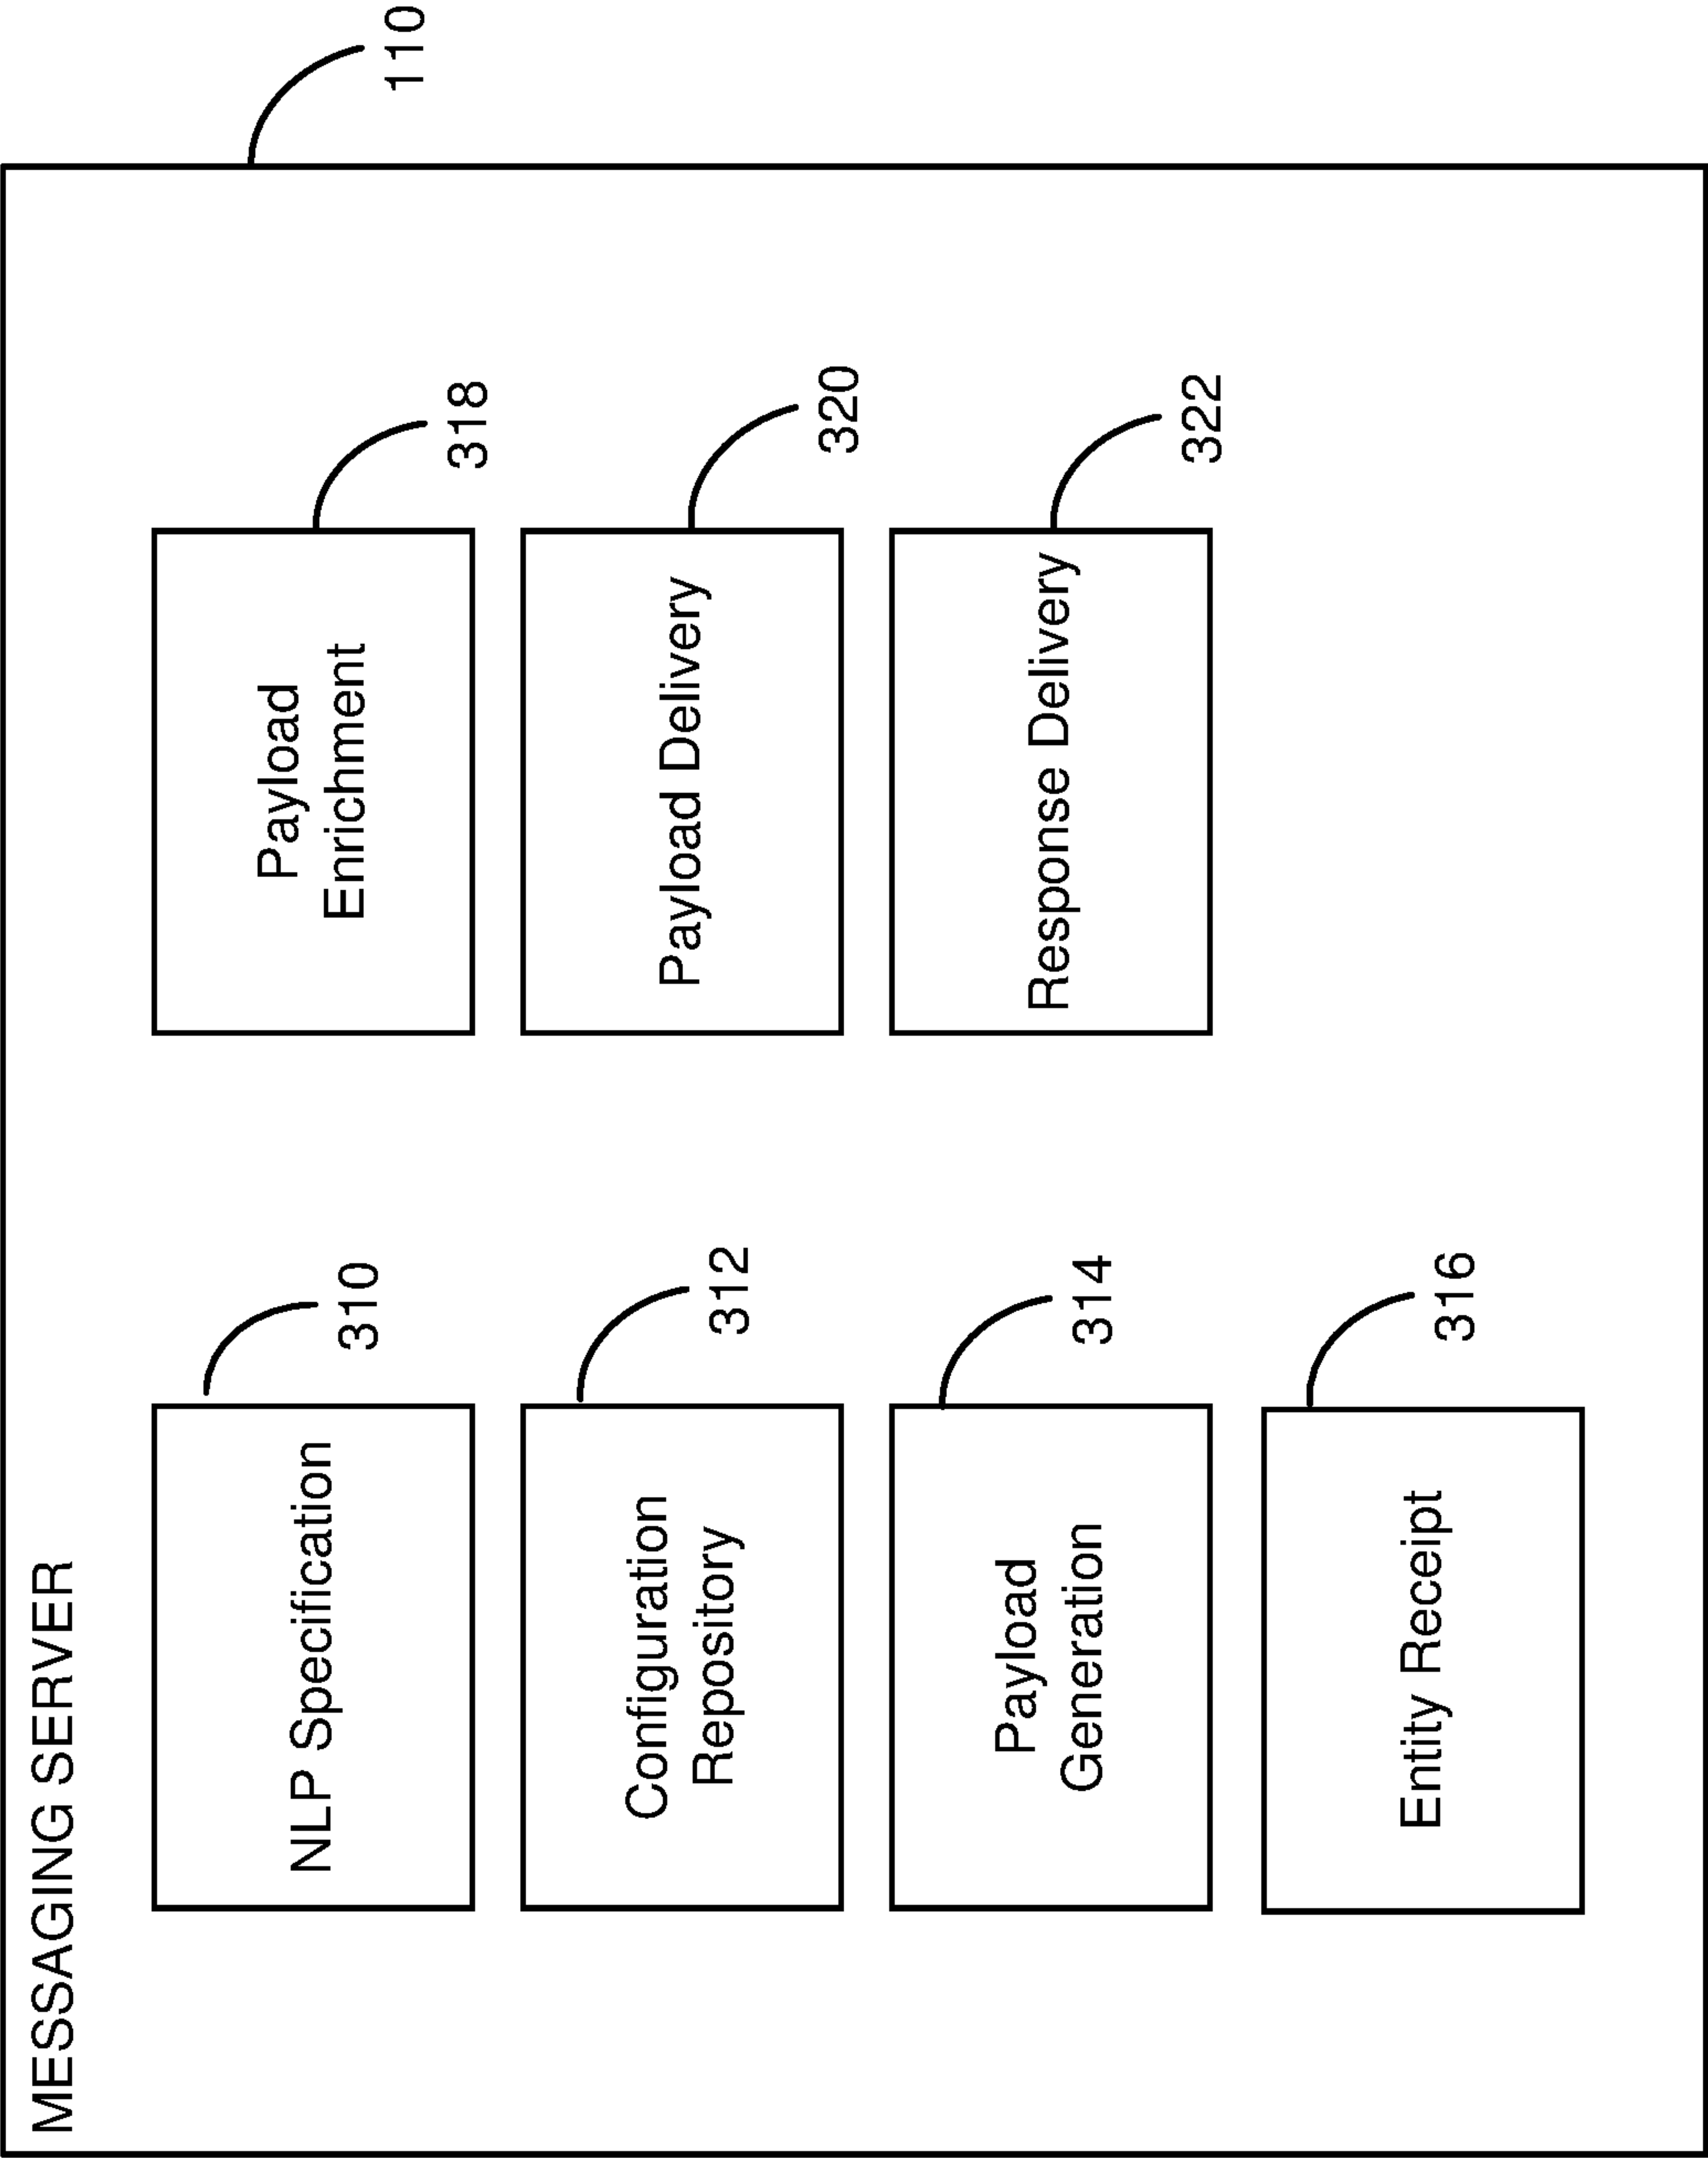 MESSAGING SERVER
110
NLP Specification
310
Configuration
Repository
312
Payload
Generation
314
Entity Receipt
316
Payload
Enrichment
318
Payload Delivery
320
Response Delivery
322